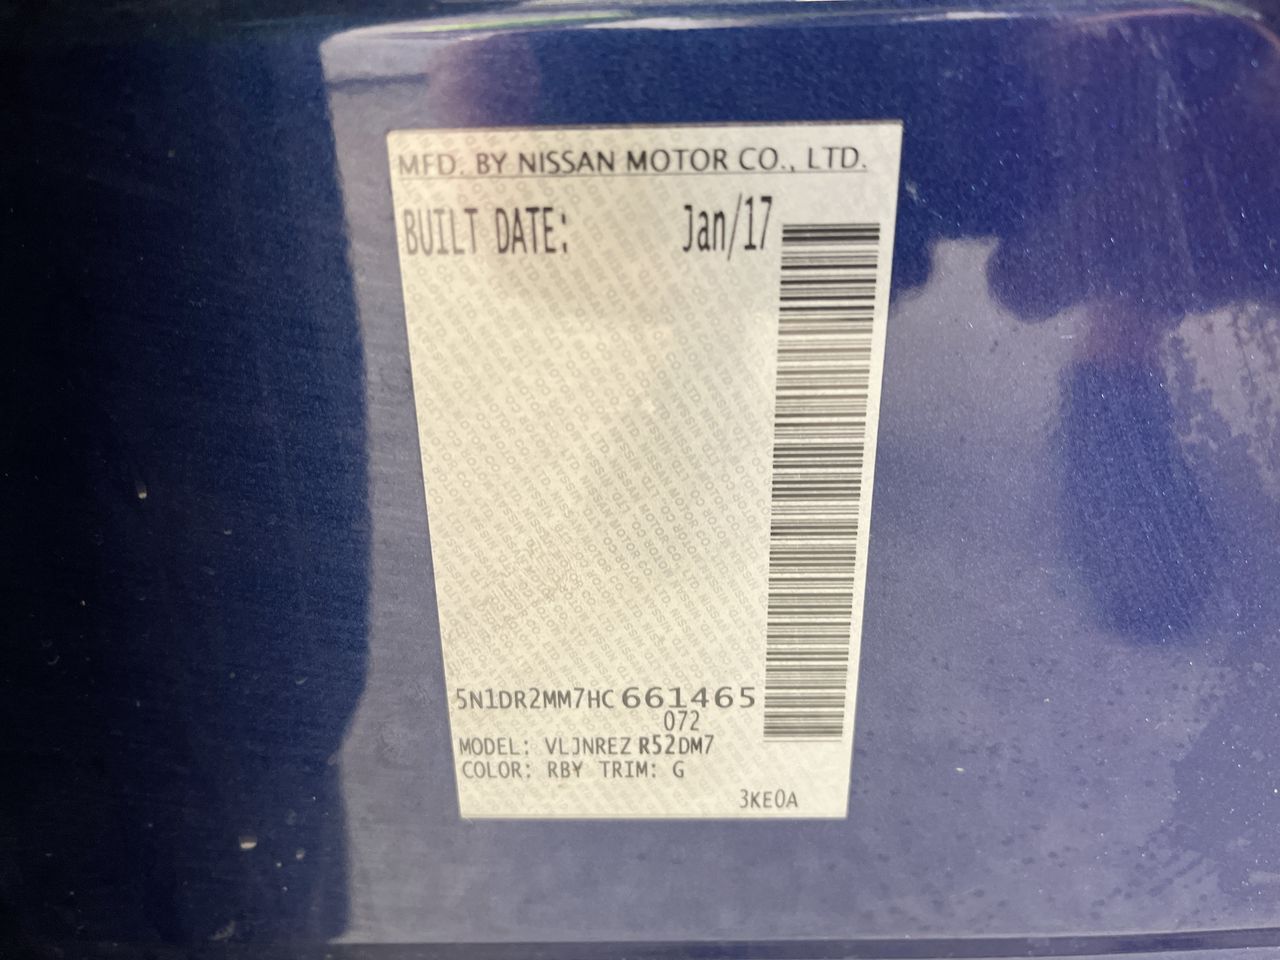 MFD. BY NISSAN MOTOR CO., LTD.
BUILT DATE: Jan/17
5N1DR2MM7HC661465
072
MODEL: VLJNREZ R52DM7
COLOR: RBY TRIM: G
3KE0A